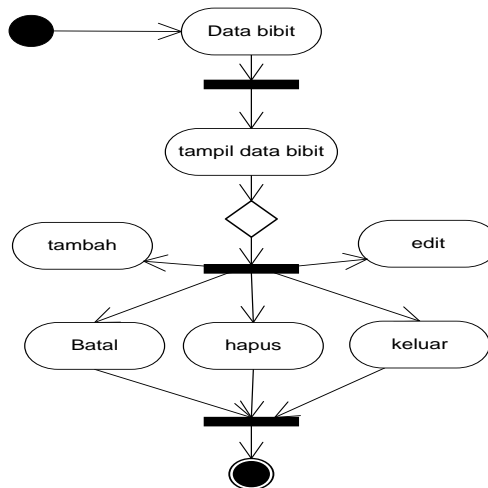 Data bibit
tampil data bibit
tambah
edit
Batal
hapus
keluar